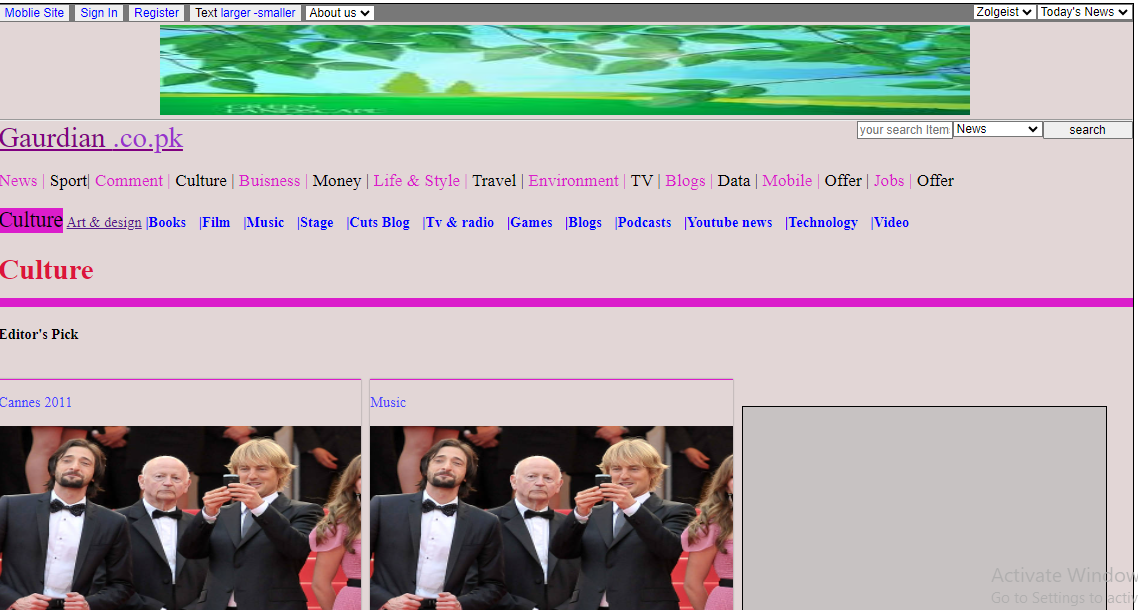 Moblie Site Sign In Register Text larger -smaller About us Zolgeist Today's News
GREEN
LANDSCAPE
Gaurdian .co.pk your search Item News search
News | Sport| Comment | Culture | Buisness | Money | Life & Style | Travel | Environment | TV | Blogs | Data | Mobile | Offer | Jobs | Offer
Culture Art & design |Books |Film |Music |Stage |Cuts Blog |Tv & radio |Games |Blogs |Podcasts |Youtube news |Technology |Video
Culture
Editor's Pick
Cannes 2011 Music
Activate Window
Go to Settings to activ